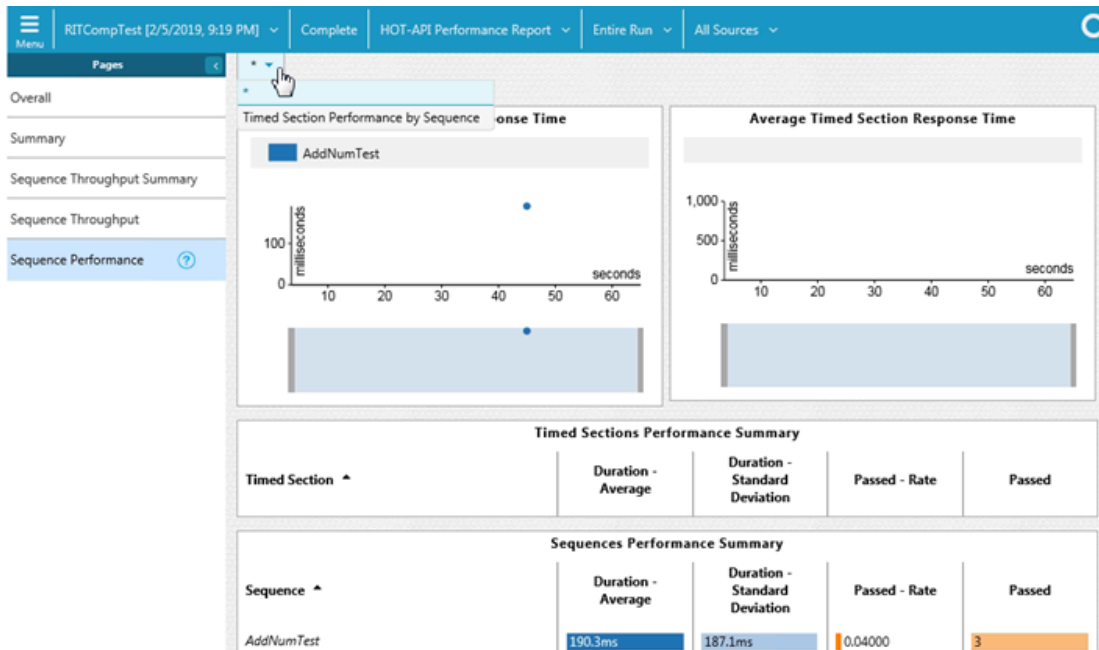 Menu
RITCompTest [2/5/2019, 9:19 PM]
Complete
HOT-API Performance Report
Entire Run
All Sources
Pages
Overall
Summary
Sequence Throughput Summary
Sequence Throughput
Sequence Performance ?
*
*
Timed Section Performance by Sequence
onse Time
AddNumTest
milliseconds
100
0
seconds
10 20 30 40 50 60
Average Timed Section Response Time
1,000
500
0
milliseconds
seconds
10 20 30 40 50 60
Timed Sections Performance Summary
Timed Section
Duration -
Average
Duration -
Standard
Deviation
Passed - Rate
Passed
Sequences Performance Summary
Sequence
Duration -
Average
Duration -
Standard
Deviation
Passed - Rate
Passed
AddNumTest 190.3ms 187.1ms 0.04000 3